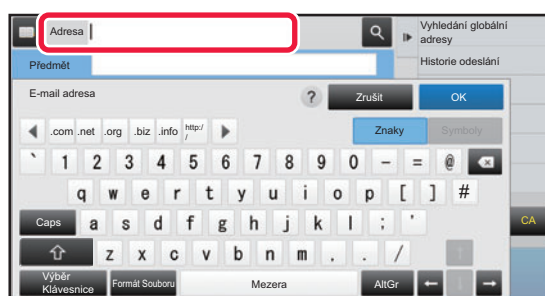 Adresa
Vyhledání globální
adresy
Předmět
Historie odeslání
E-mail adresa
?
Zrušit
OK
.com .net .org .biz .info http:/
/
Znaky
Symboly
` 1 2 3 4 5 6 7 8 9 0 - = @
q w e r t y u i o p [ ] #
Caps a s d f g h j k l ; '
CA
z x c v b n m , . /
Výběr
Klávesnice
Formát Souboru
Mezera
AltGr